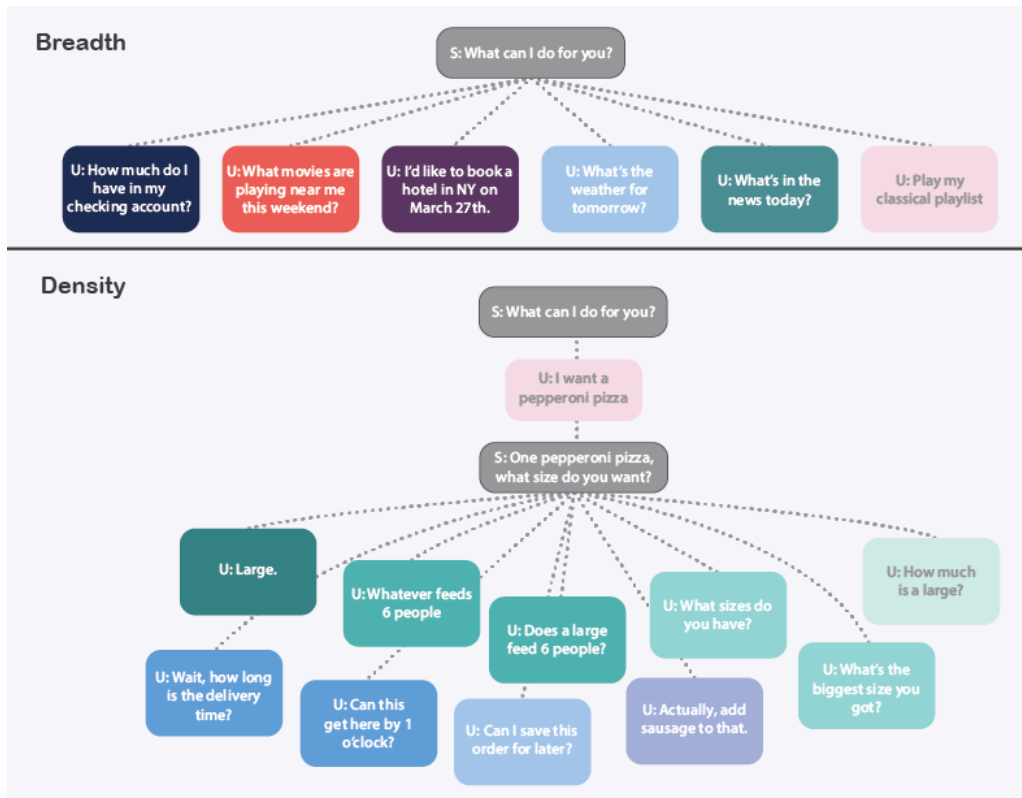 Breadth
S: What can I do for you?
U: How much do I
have in my
checking account?
U: What movies are
playing near me
this weekend?
U: I'd like to book a
hotel in NY on
March 27th.
U: What's the
weather for
tomorrow?
U: What's in the
news today?
U: Play my
classical playlist
Density
S: What can I do for you?
U: I want a
pepperoni pizza
S: One pepperoni pizza,
what size do you want?
U: Large.
U: Whatever feeds
6 people
U: Does a large
feed 6 people?
U: What sizes do
you have?
U: How much
is a large?
U: Wait, how long
is the delivery
time?
U: Can this
get here by 1
o'clock?
U: Can I save this
order for later?
U: Actually, add
sausage to that.
U: What's the
biggest size you
got?